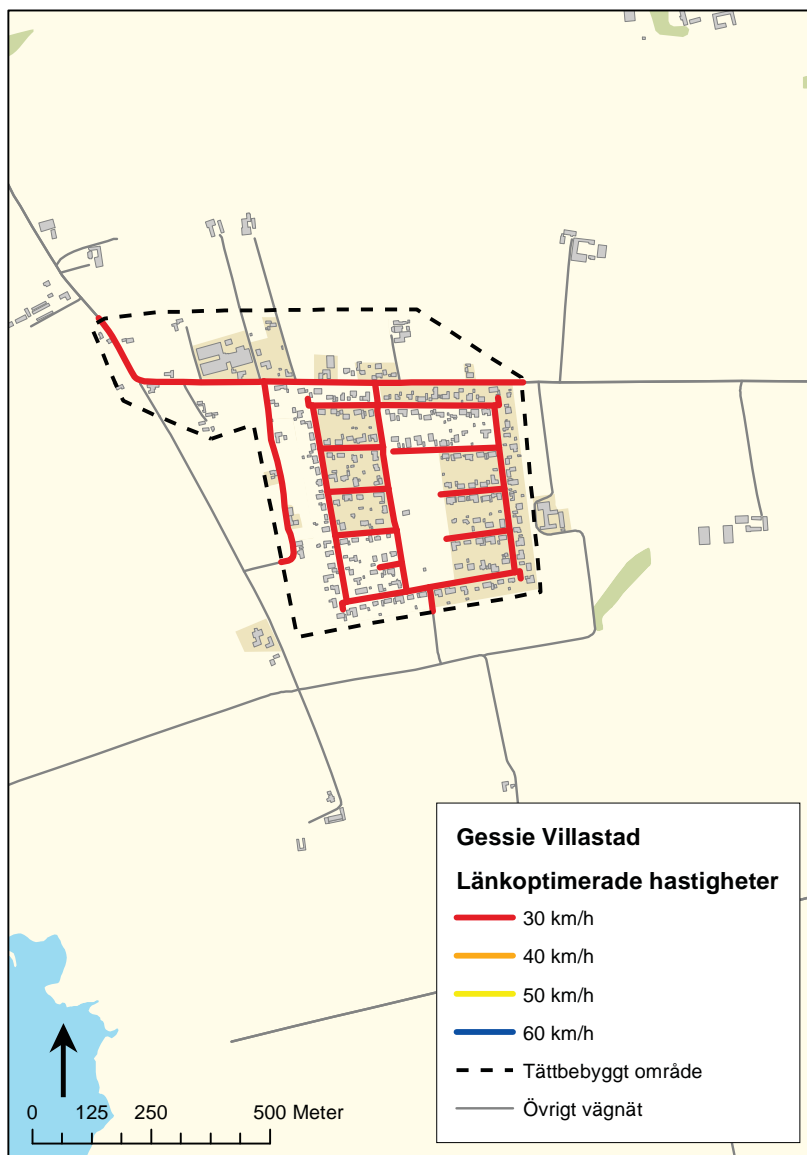 Gessie Villastad
Länkoptimerade hastigheter
30 km/h
40 km/h
50 km/h
60 km/h
Tättbebyggt område
Övrigt vägnät
0 125 250 500 Meter